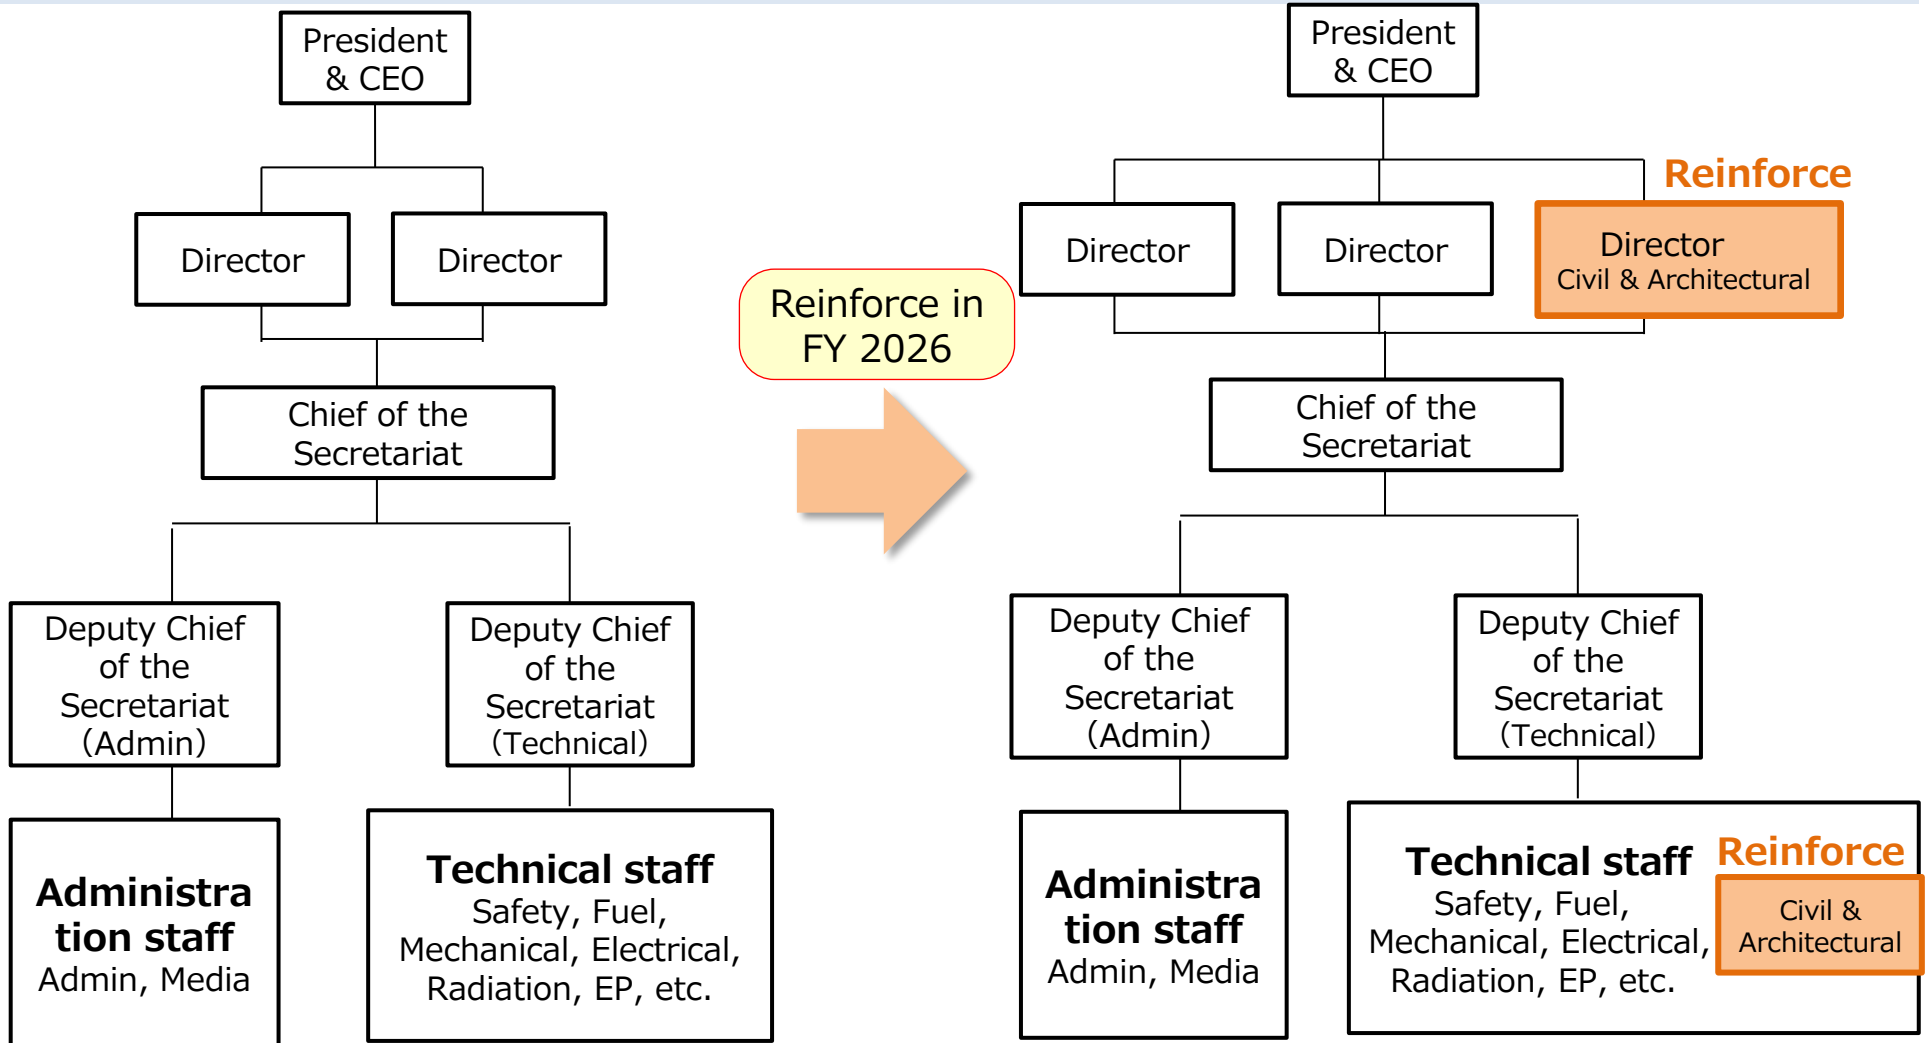 President
& CEO
Director
Director
Chief of the
Secretariat
Deputy Chief
of the
Secretariat
（Admin）
Deputy Chief
of the
Secretariat
（Technical）
Administra
tion staff
Admin, Media
Technical staff
Safety, Fuel,
Mechanical, Electrical,
Radiation, EP, etc.
Reinforce in
FY 2026
President
& CEO
Reinforce
Director
Director
Director
Civil & Architectural
Chief of the
Secretariat
Deputy Chief
of the
Secretariat
（Admin）
Deputy Chief
of the
Secretariat
（Technical）
Administra
tion staff
Admin, Media
Technical staff
Safety, Fuel,
Mechanical, Electrical,
Radiation, EP, etc.
Reinforce
Civil &
Architectural